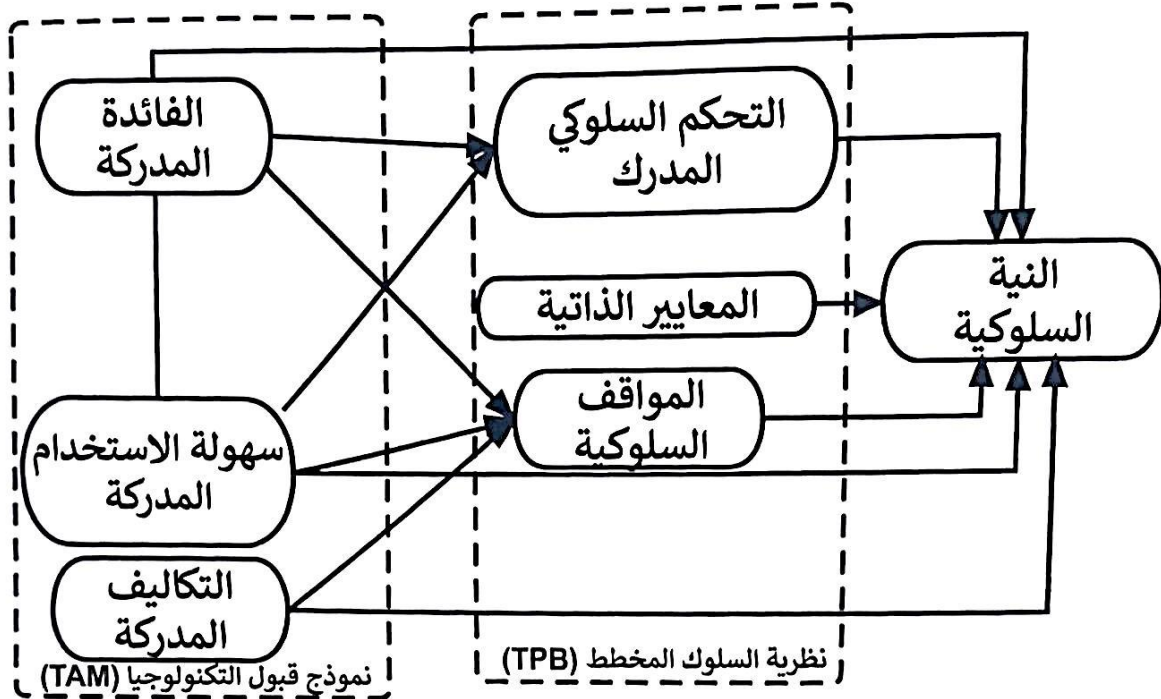 الفائدة
المدركة
سهولة الاستخدام
المدركة
التكاليف
المدركة
نموذج قبول التكنولوجيا (TAM)
التحكم السلوكي
المدرك
المعايير الذاتية
المواقف
السلوكية
نظرية السلوك المخطط (TPB)
النية
السلوكية